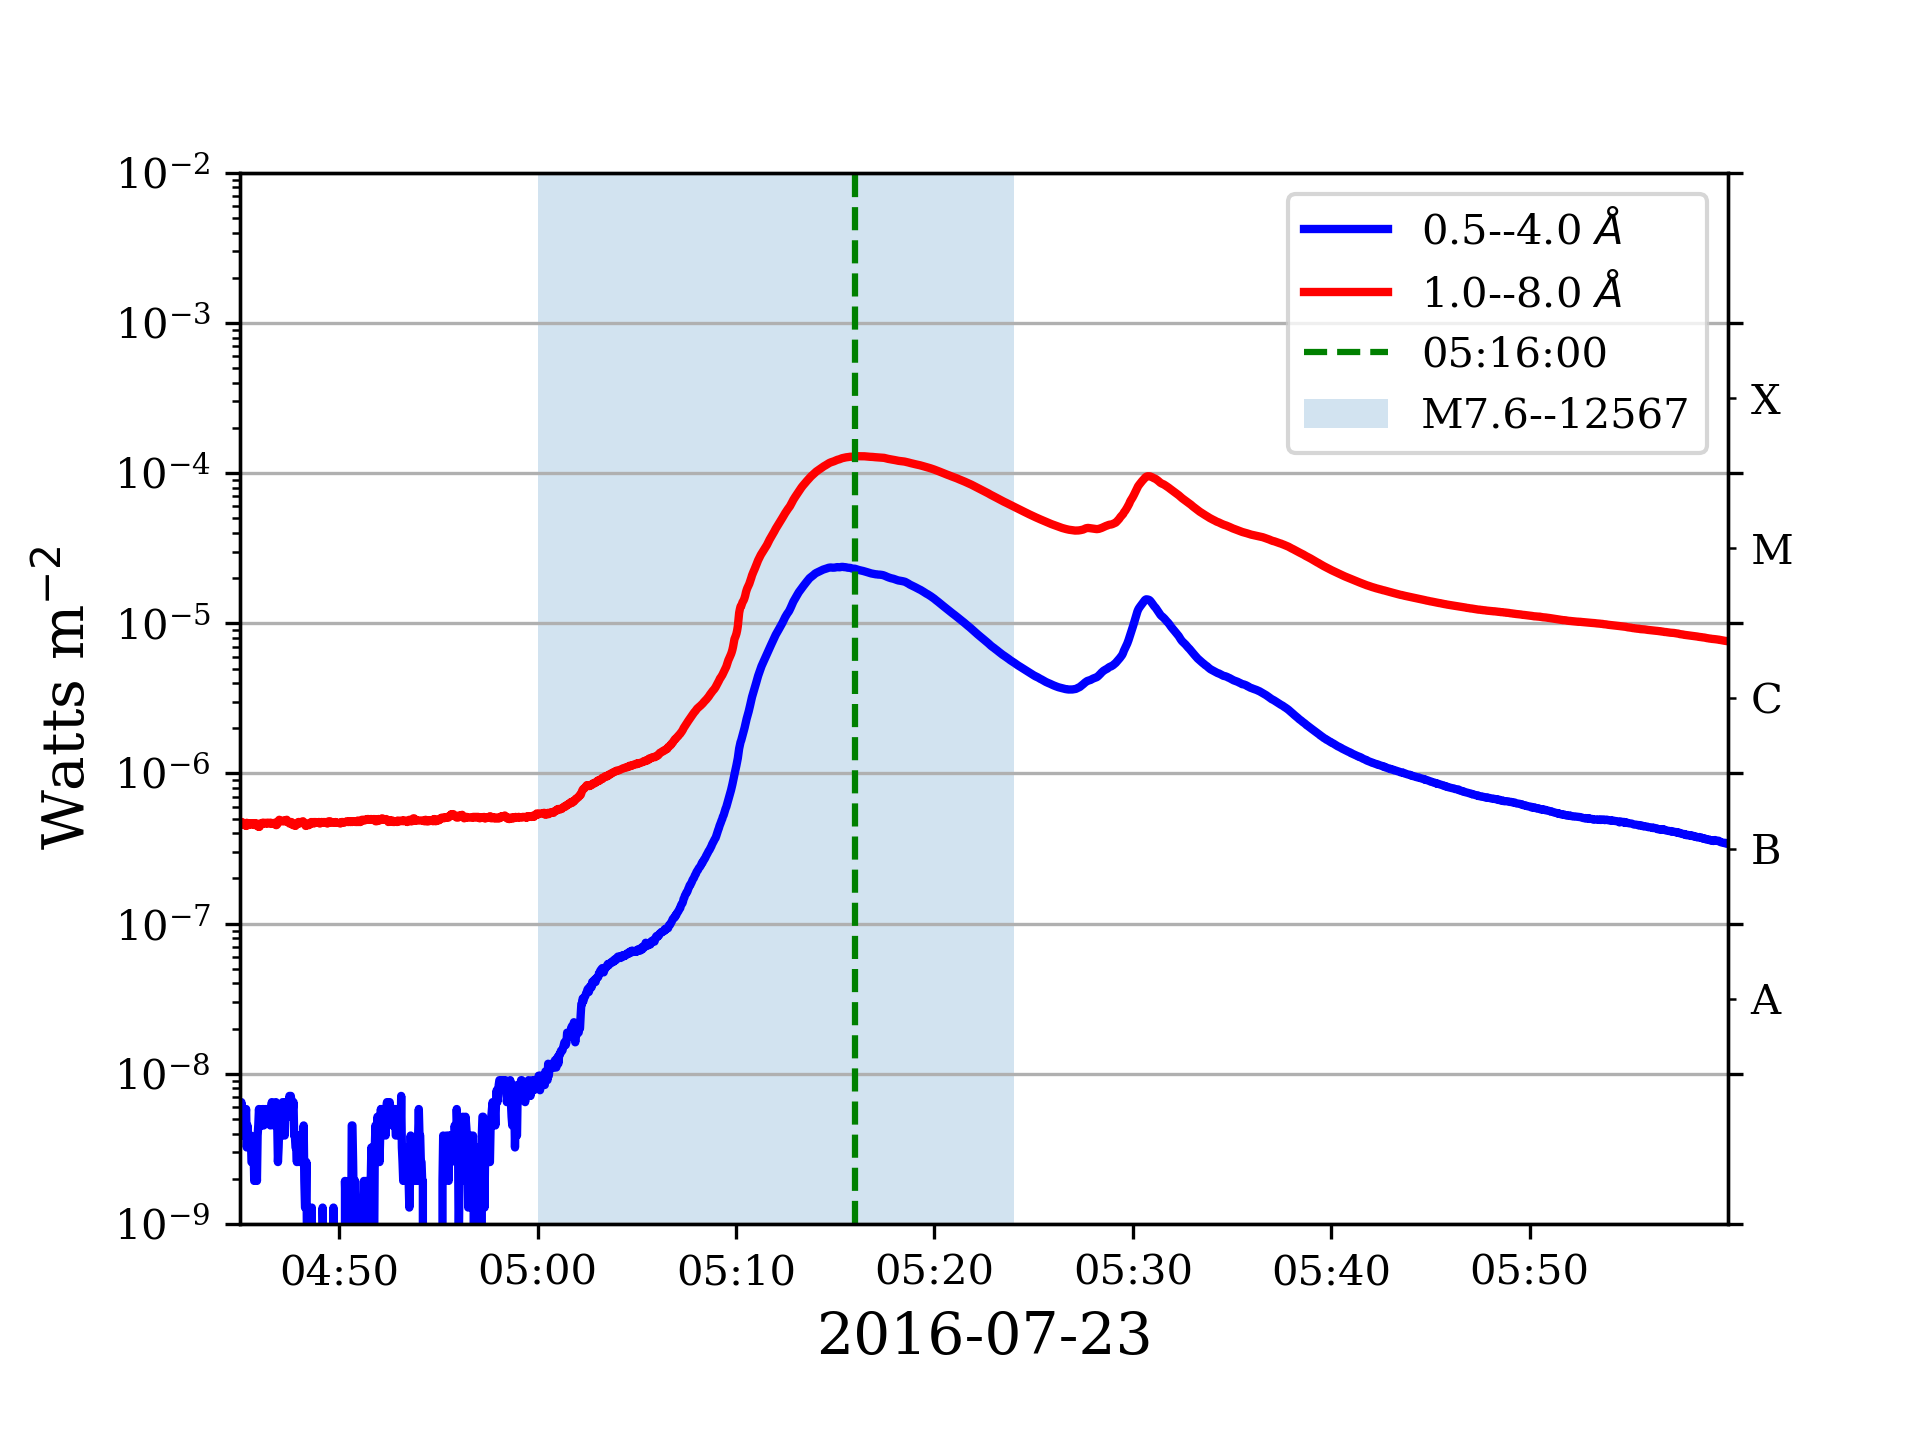 10⁻²
10⁻³
10⁻⁴
10⁻⁵
10⁻⁶
10⁻⁷
10⁻⁸
10⁻⁹
Watts m⁻²
0.5--4.0 Å
1.0--8.0 Å
05:16:00
M7.6--12567
X
M
C
B
A
04:50 05:00 05:10 05:20 05:30 05:40 05:50
2016-07-23